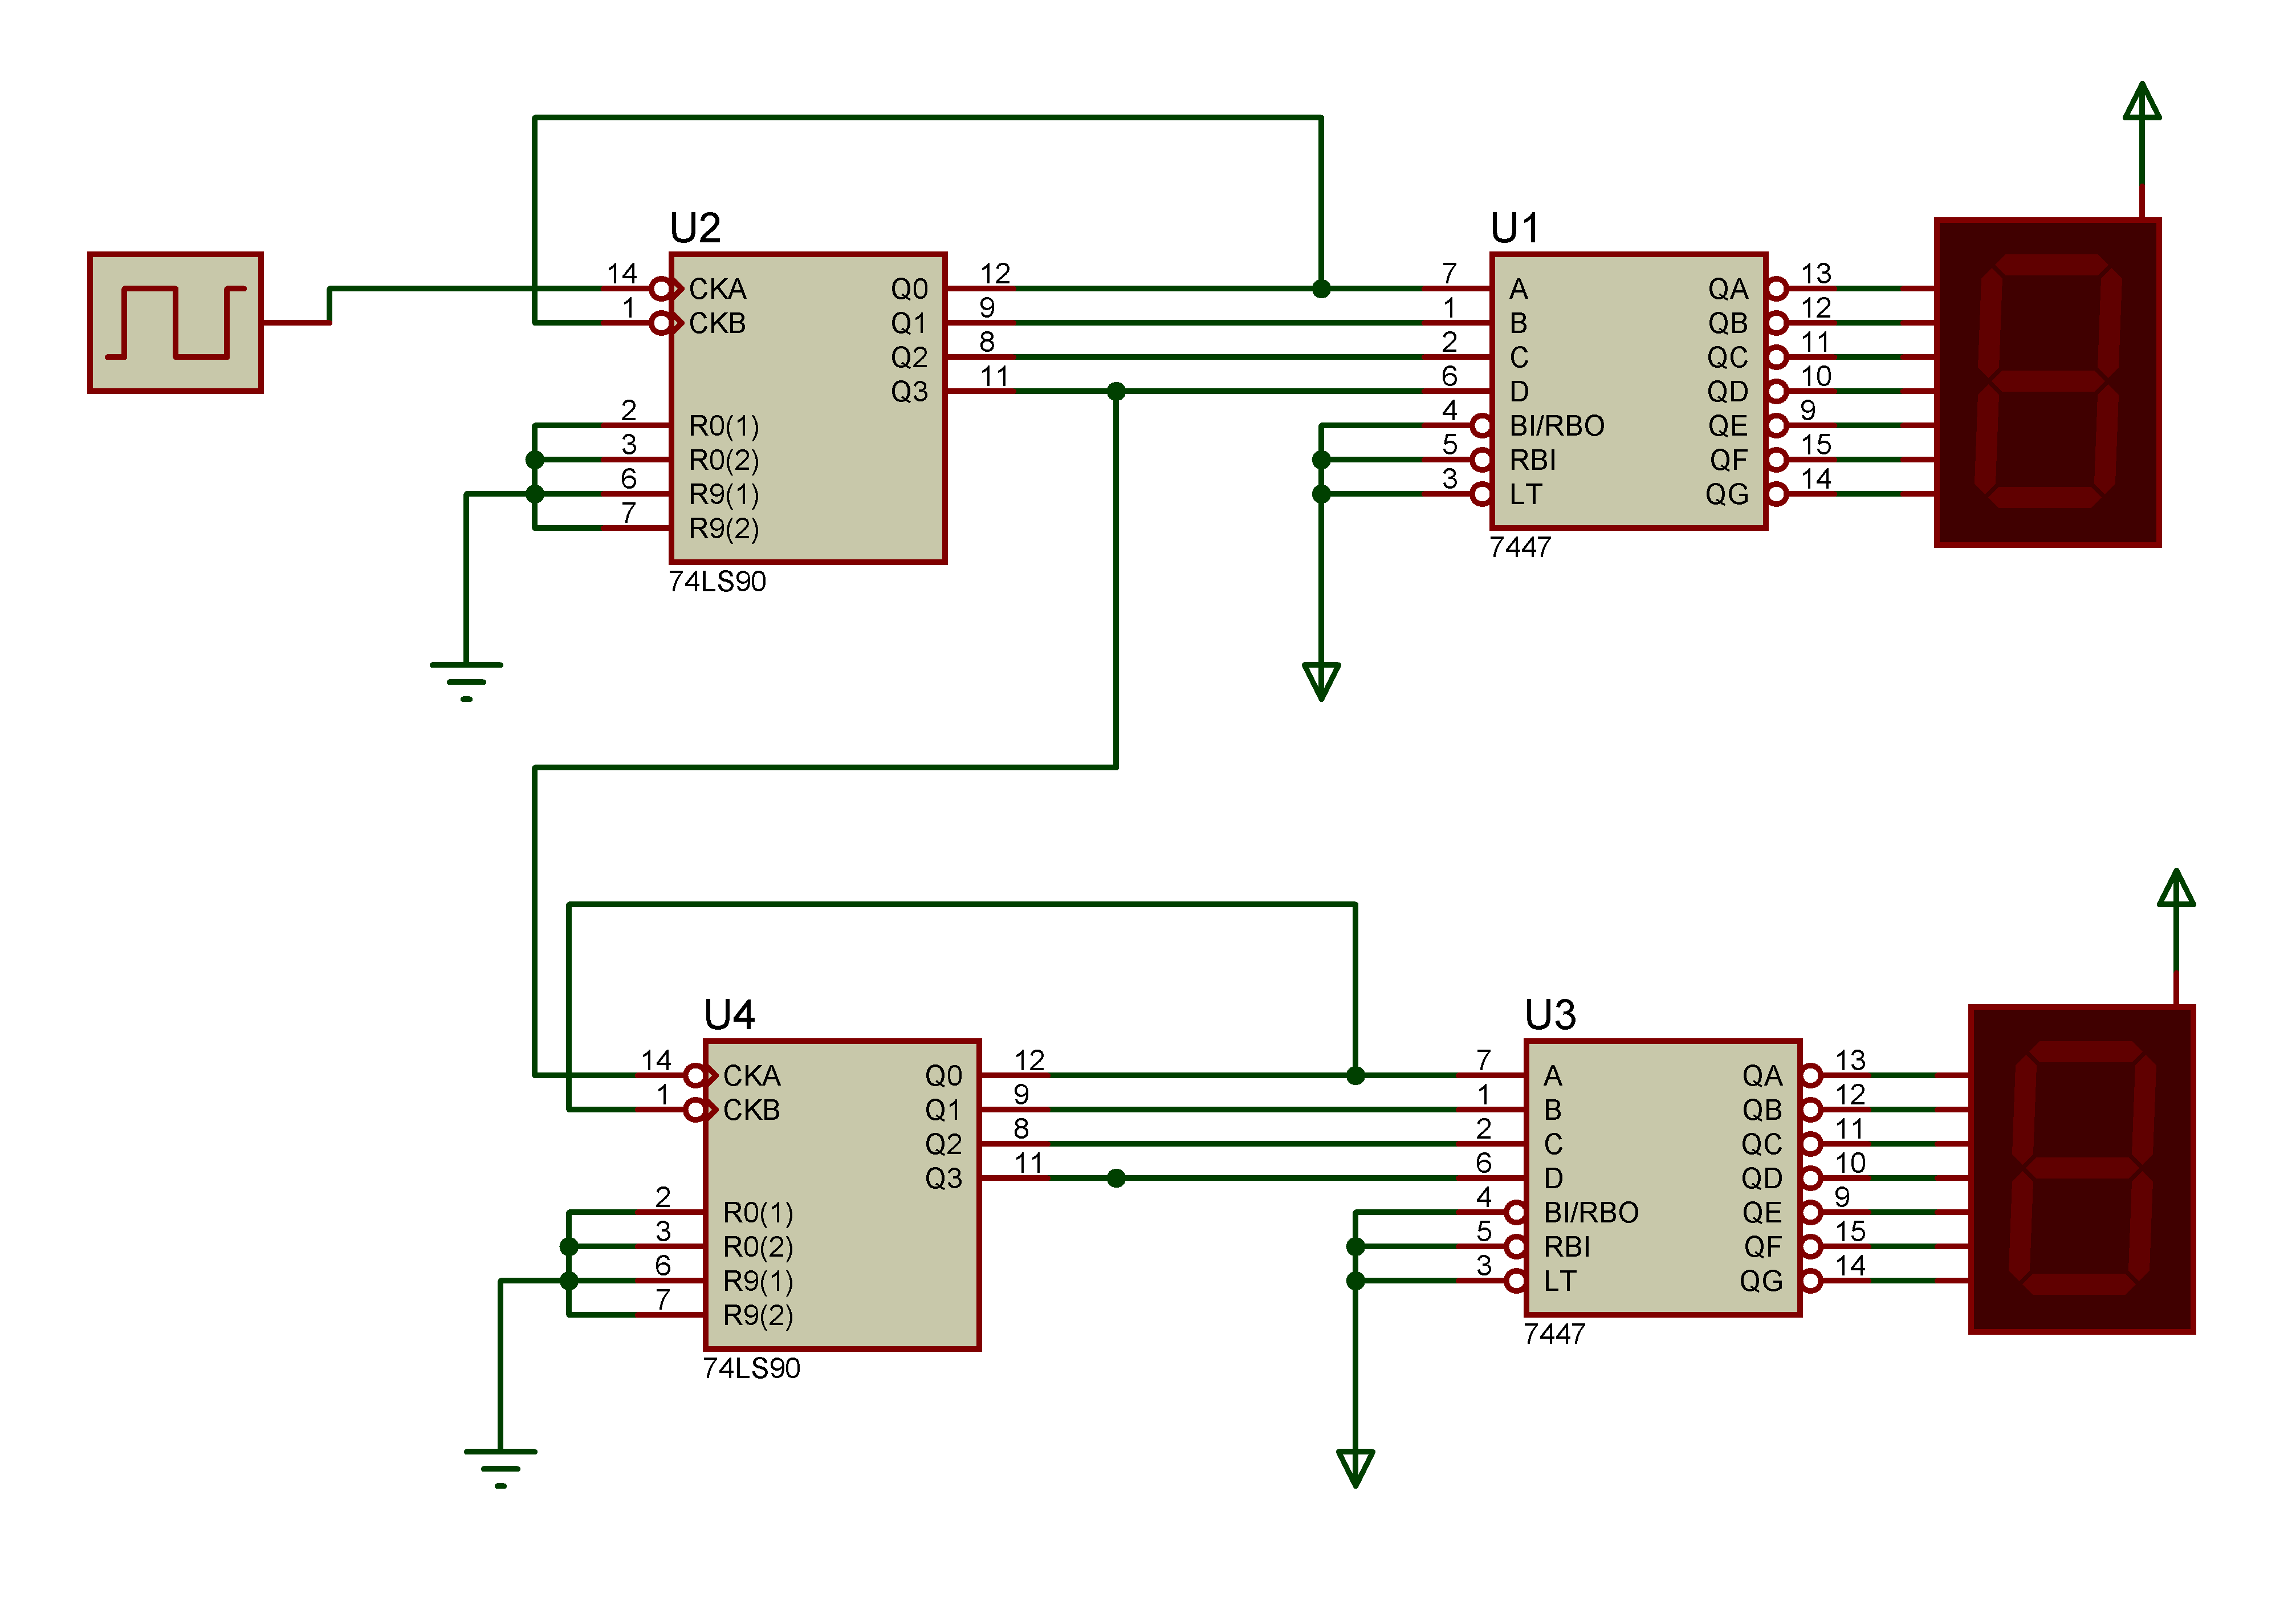 U2
U1
14 CKA Q0 12 7 A QA 13
1 CKB Q1 9 1 B QB 12
Q2 8 2 C QC 11
Q3 11 6 D QD 10
2 R0(1) 4 BI/RBO QE 9
3 R0(2) 5 RBI QF 15
6 R9(1) 3 LT QG 14
7 R9(2)
7447
74LS90
U4
U3
14 CKA Q0 12 7 A QA 13
1 CKB Q1 9 1 B QB 12
Q2 8 2 C QC 11
Q3 11 6 D QD 10
2 R0(1) 4 BI/RBO QE 9
3 R0(2) 5 RBI QF 15
6 R9(1) 3 LT QG 14
7 R9(2)
7447
74LS90